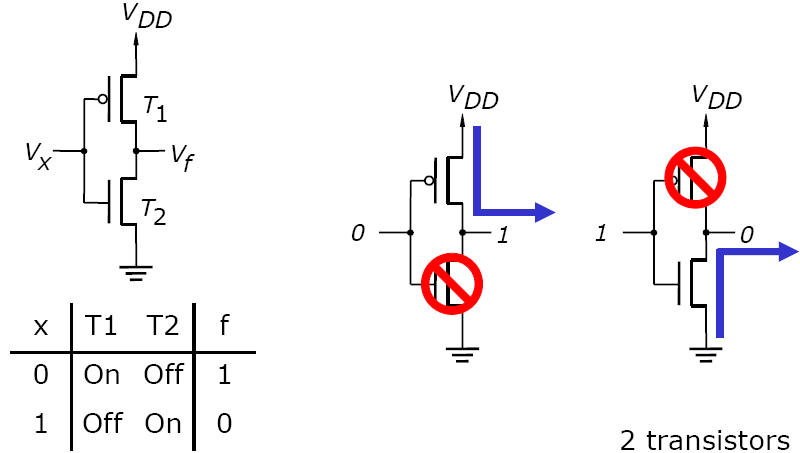 VDD
T1
Vx
Vf
T2
x T1 T2 f
0 On Off 1
1 Off On 0
VDD
0
1
VDD
1
0
2 transistors